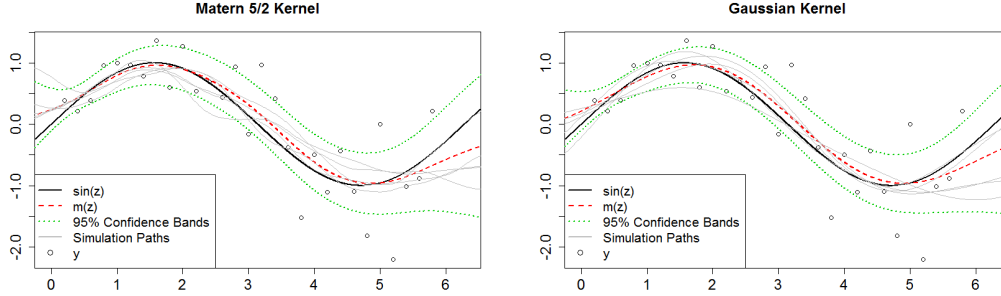 Matern 5/2 Kernel
1.0
0.0
-1.0
-2.0
sin(z)
m(z)
95% Confidence Bands
Simulation Paths
y
0 1 2 3 4 5 6
Gaussian Kernel
1.0
0.0
-1.0
-2.0
sin(z)
m(z)
95% Confidence Bands
Simulation Paths
y
0 1 2 3 4 5 6